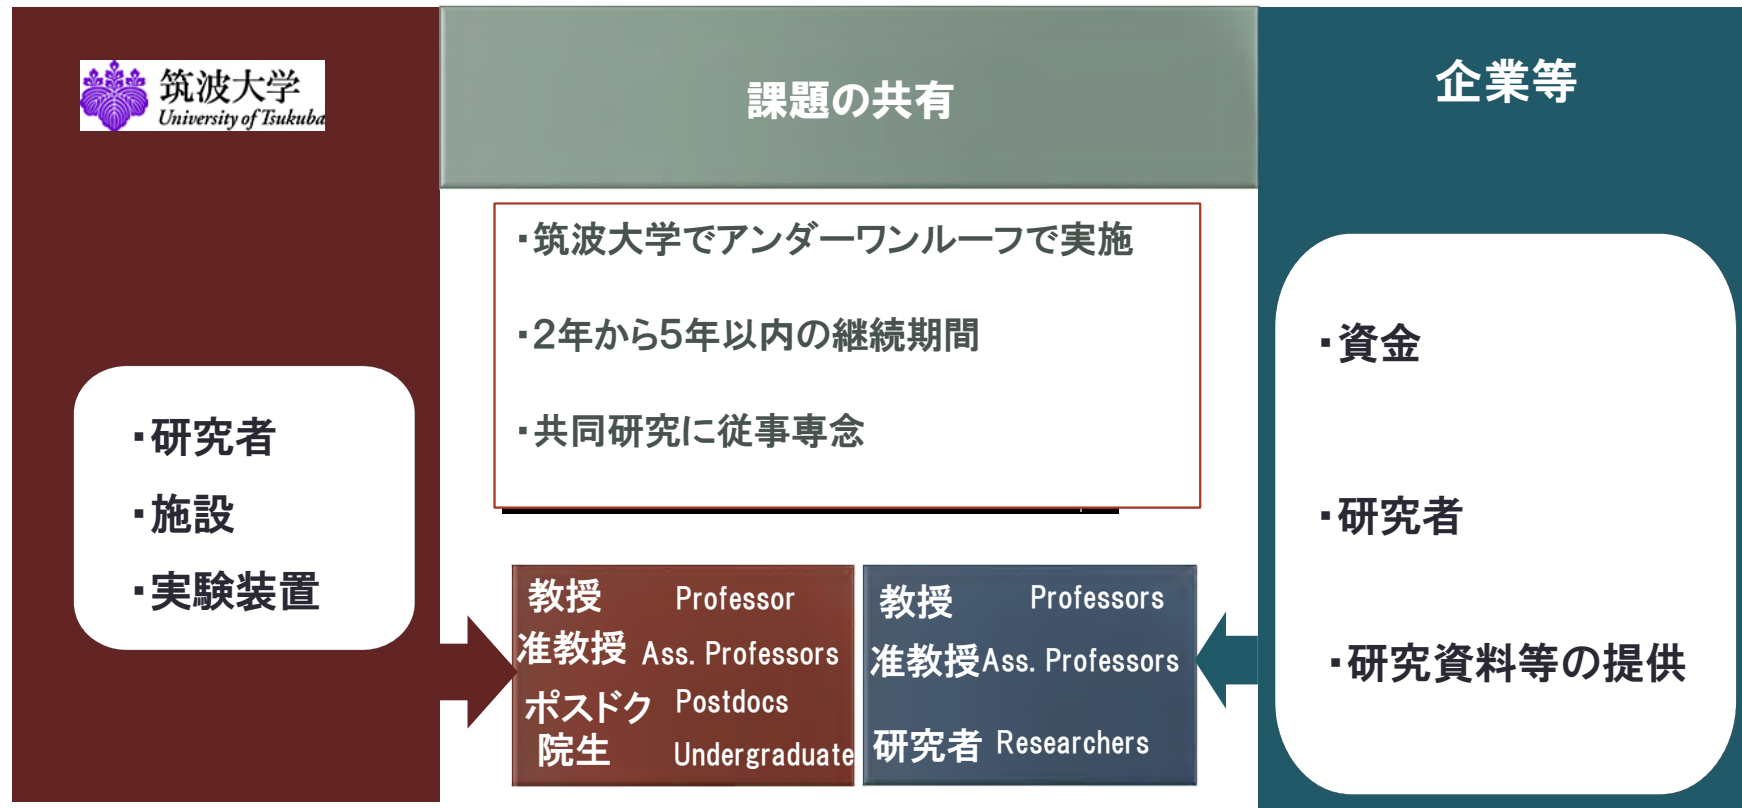 筑波大学
University of Tsukuba
・研究者
・施設
・実験装置
課題の共有
・筑波大学でアンダーワンルーフで実施
・2年から5年以内の継続期間
・共同研究に従事専念
教授 Professor
准教授 Ass. Professors
ポスドク Postdocs
院生 Undergraduate
教授 Professors
准教授 Ass. Professors
研究者 Researchers
企業等
・資金
・研究者
・研究資料等の提供